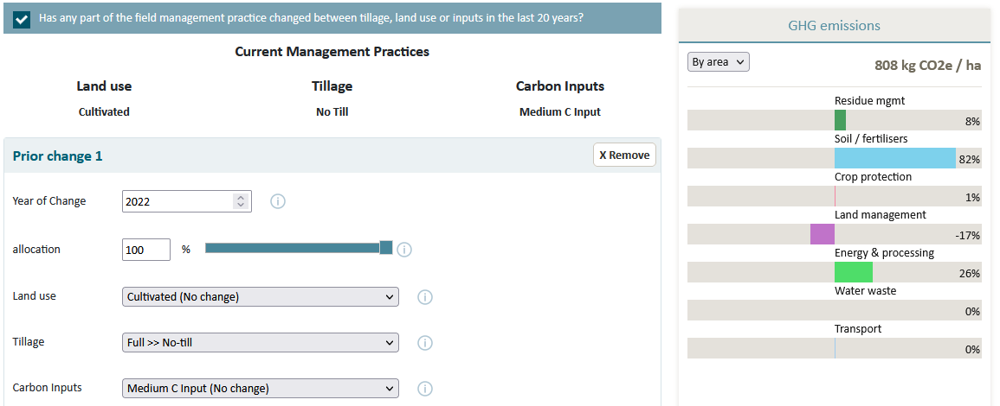 Has any part of the field management practice changed between tillage, land use or inputs in the last 20 years?
Current Management Practices
Land use
Tillage
Carbon Inputs
Cultivated
No Till
Medium C Input
Prior change 1
X Remove
Year of Change
2022
allocation
100
%
Land use
Cultivated (No change)
Tillage
Full >> No-till
Carbon Inputs
Medium C Input (No change)
GHG emissions
By area
808 kg CO2e / ha
Residue mgmt
8%
Soil / fertilisers
82%
Crop protection
1%
Land management
-17%
Energy & processing
26%
Water waste
0%
Transport
0%